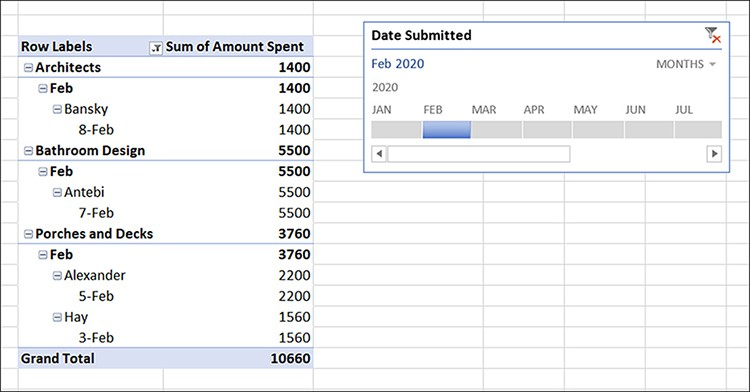 Row Labels Sum of Amount Spent
Architects 1400
Feb 1400
Bansky 1400
8-Feb 1400
Bathroom Design 5500
Feb 5500
Antebi 5500
7-Feb 5500
Porches and Decks 3760
Feb 3760
Alexander 2200
5-Feb 2200
Hay 1560
3-Feb 1560
Grand Total 10660
Date Submitted
Feb 2020 MONTHS
2020
JAN FEB MAR APR MAY JUN JUL